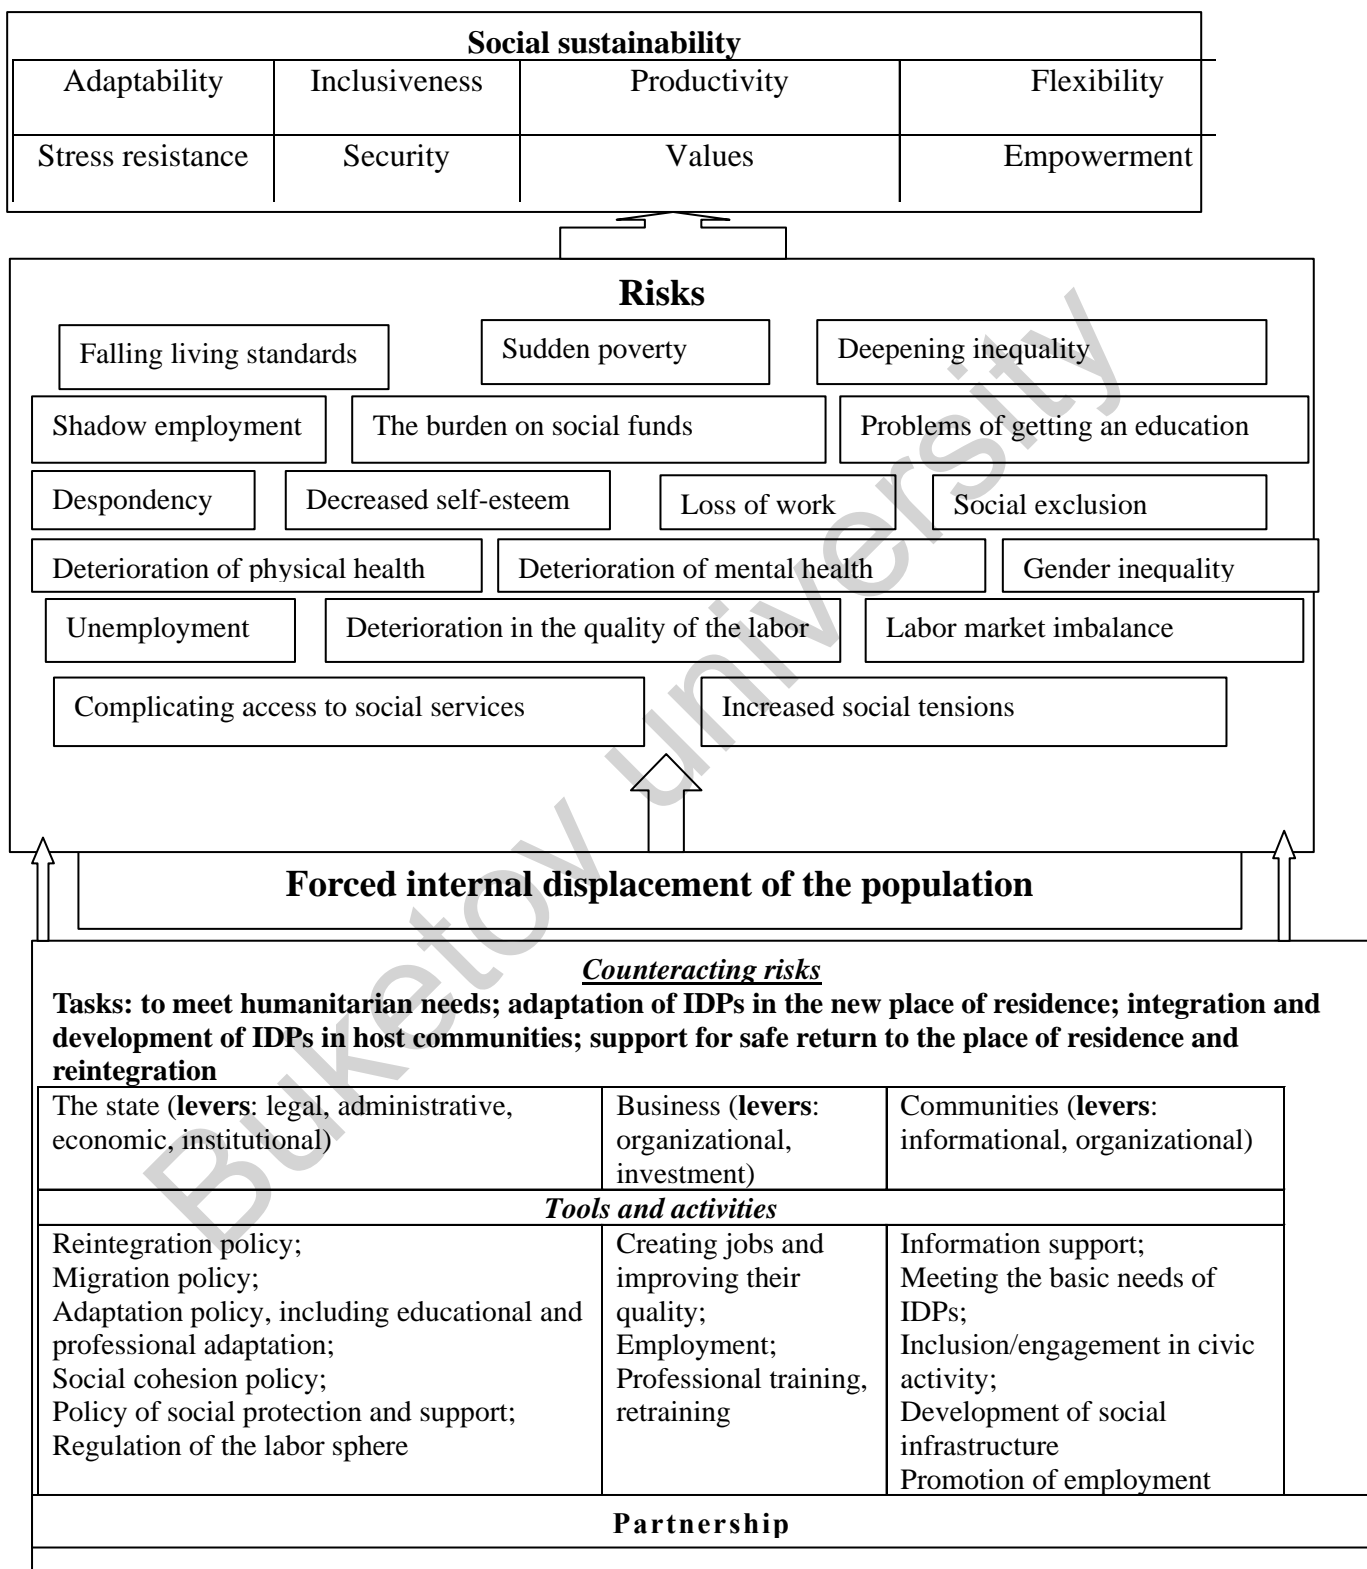 Social sustainability
Adaptability Inclusiveness Productivity Flexibility
Stress resistance Security Values Empowerment
Risks
Falling living standards
Sudden poverty
Deepening inequality
Shadow employment
The burden on social funds
Problems of getting an education
Despondency
Decreased self-esteem
Loss of work
Social exclusion
Deterioration of physical health
Deterioration of mental health
Gender inequality
Unemployment
Deterioration in the quality of the labor
Labor market imbalance
Complicating access to social services
Increased social tensions
Forced internal displacement of the population
Counteracting risks
Tasks: to meet humanitarian needs; adaptation of IDPs in the new place of residence; integration and
development of IDPs in host communities; support for safe return to the place of residence and
reintegration
The state (levers: legal, administrative,
economic, institutional)
Business (levers:
organizational,
investment)
Communities (levers:
informational, organizational)
Tools and activities
Reintegration policy;
Migration policy;
Adaptation policy, including educational and
professional adaptation;
Social cohesion policy;
Policy of social protection and support;
Regulation of the labor sphere
Creating jobs and
improving their
quality;
Employment;
Professional training,
retraining
Information support;
Meeting the basic needs of
IDPs;
Inclusion/engagement in civic
activity;
Development of social
infrastructure
Promotion of employment
Partnership
Buketov university